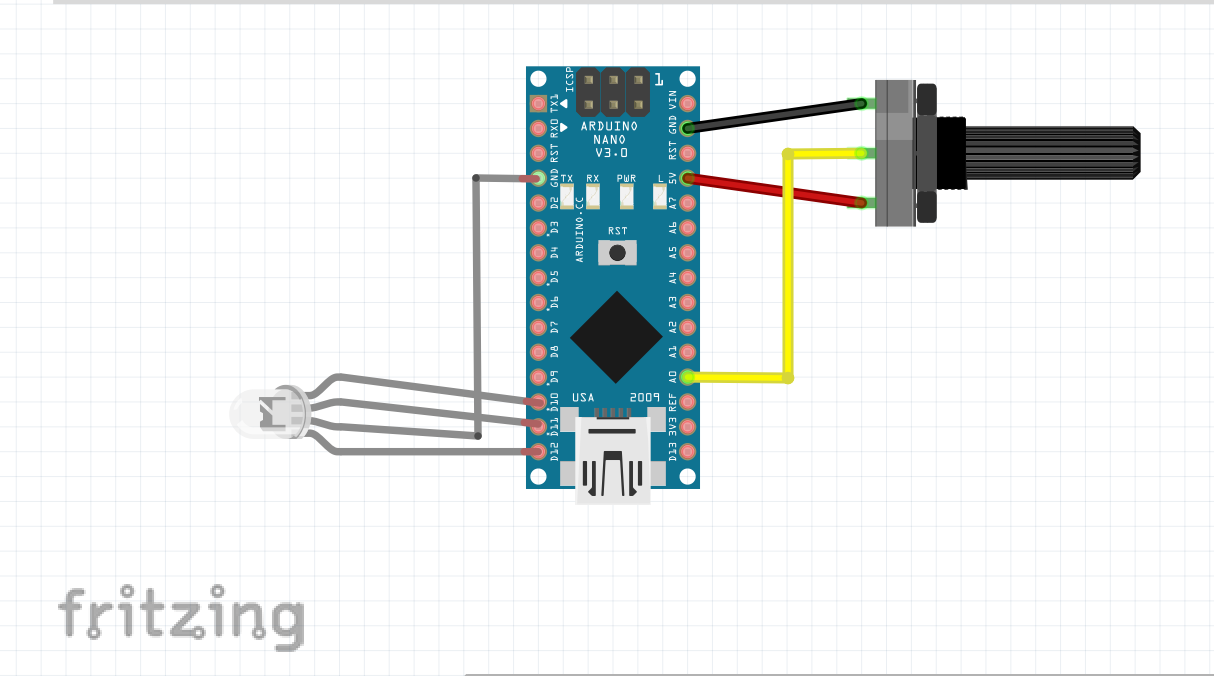 ICSP
1
TX1
RX0
RST
GND
D2
D3
D4
D5
D6
D7
D8
D9
D10
D11
D12
ARDUINO
NANO
V3.0
TX RX PWR L
ARDUINO.CC
RST
USA 2009
VIN
GND
RST
5V
A7
A6
A5
A4
A3
A2
A1
A0
REF
3V3
D13
fritzing